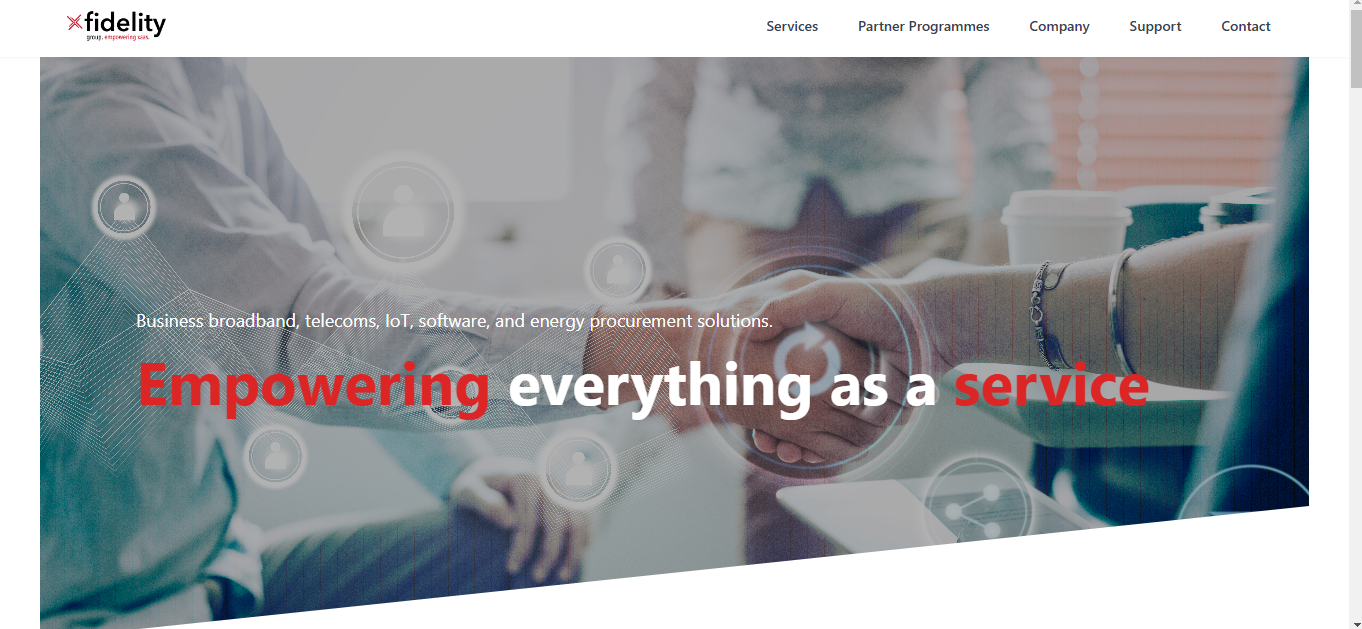 fidelity
group. empowering xaas.
Services Partner Programmes Company Support Contact
Business broadband, telecoms, IoT, software, and energy procurement solutions.
Empowering everything as a service